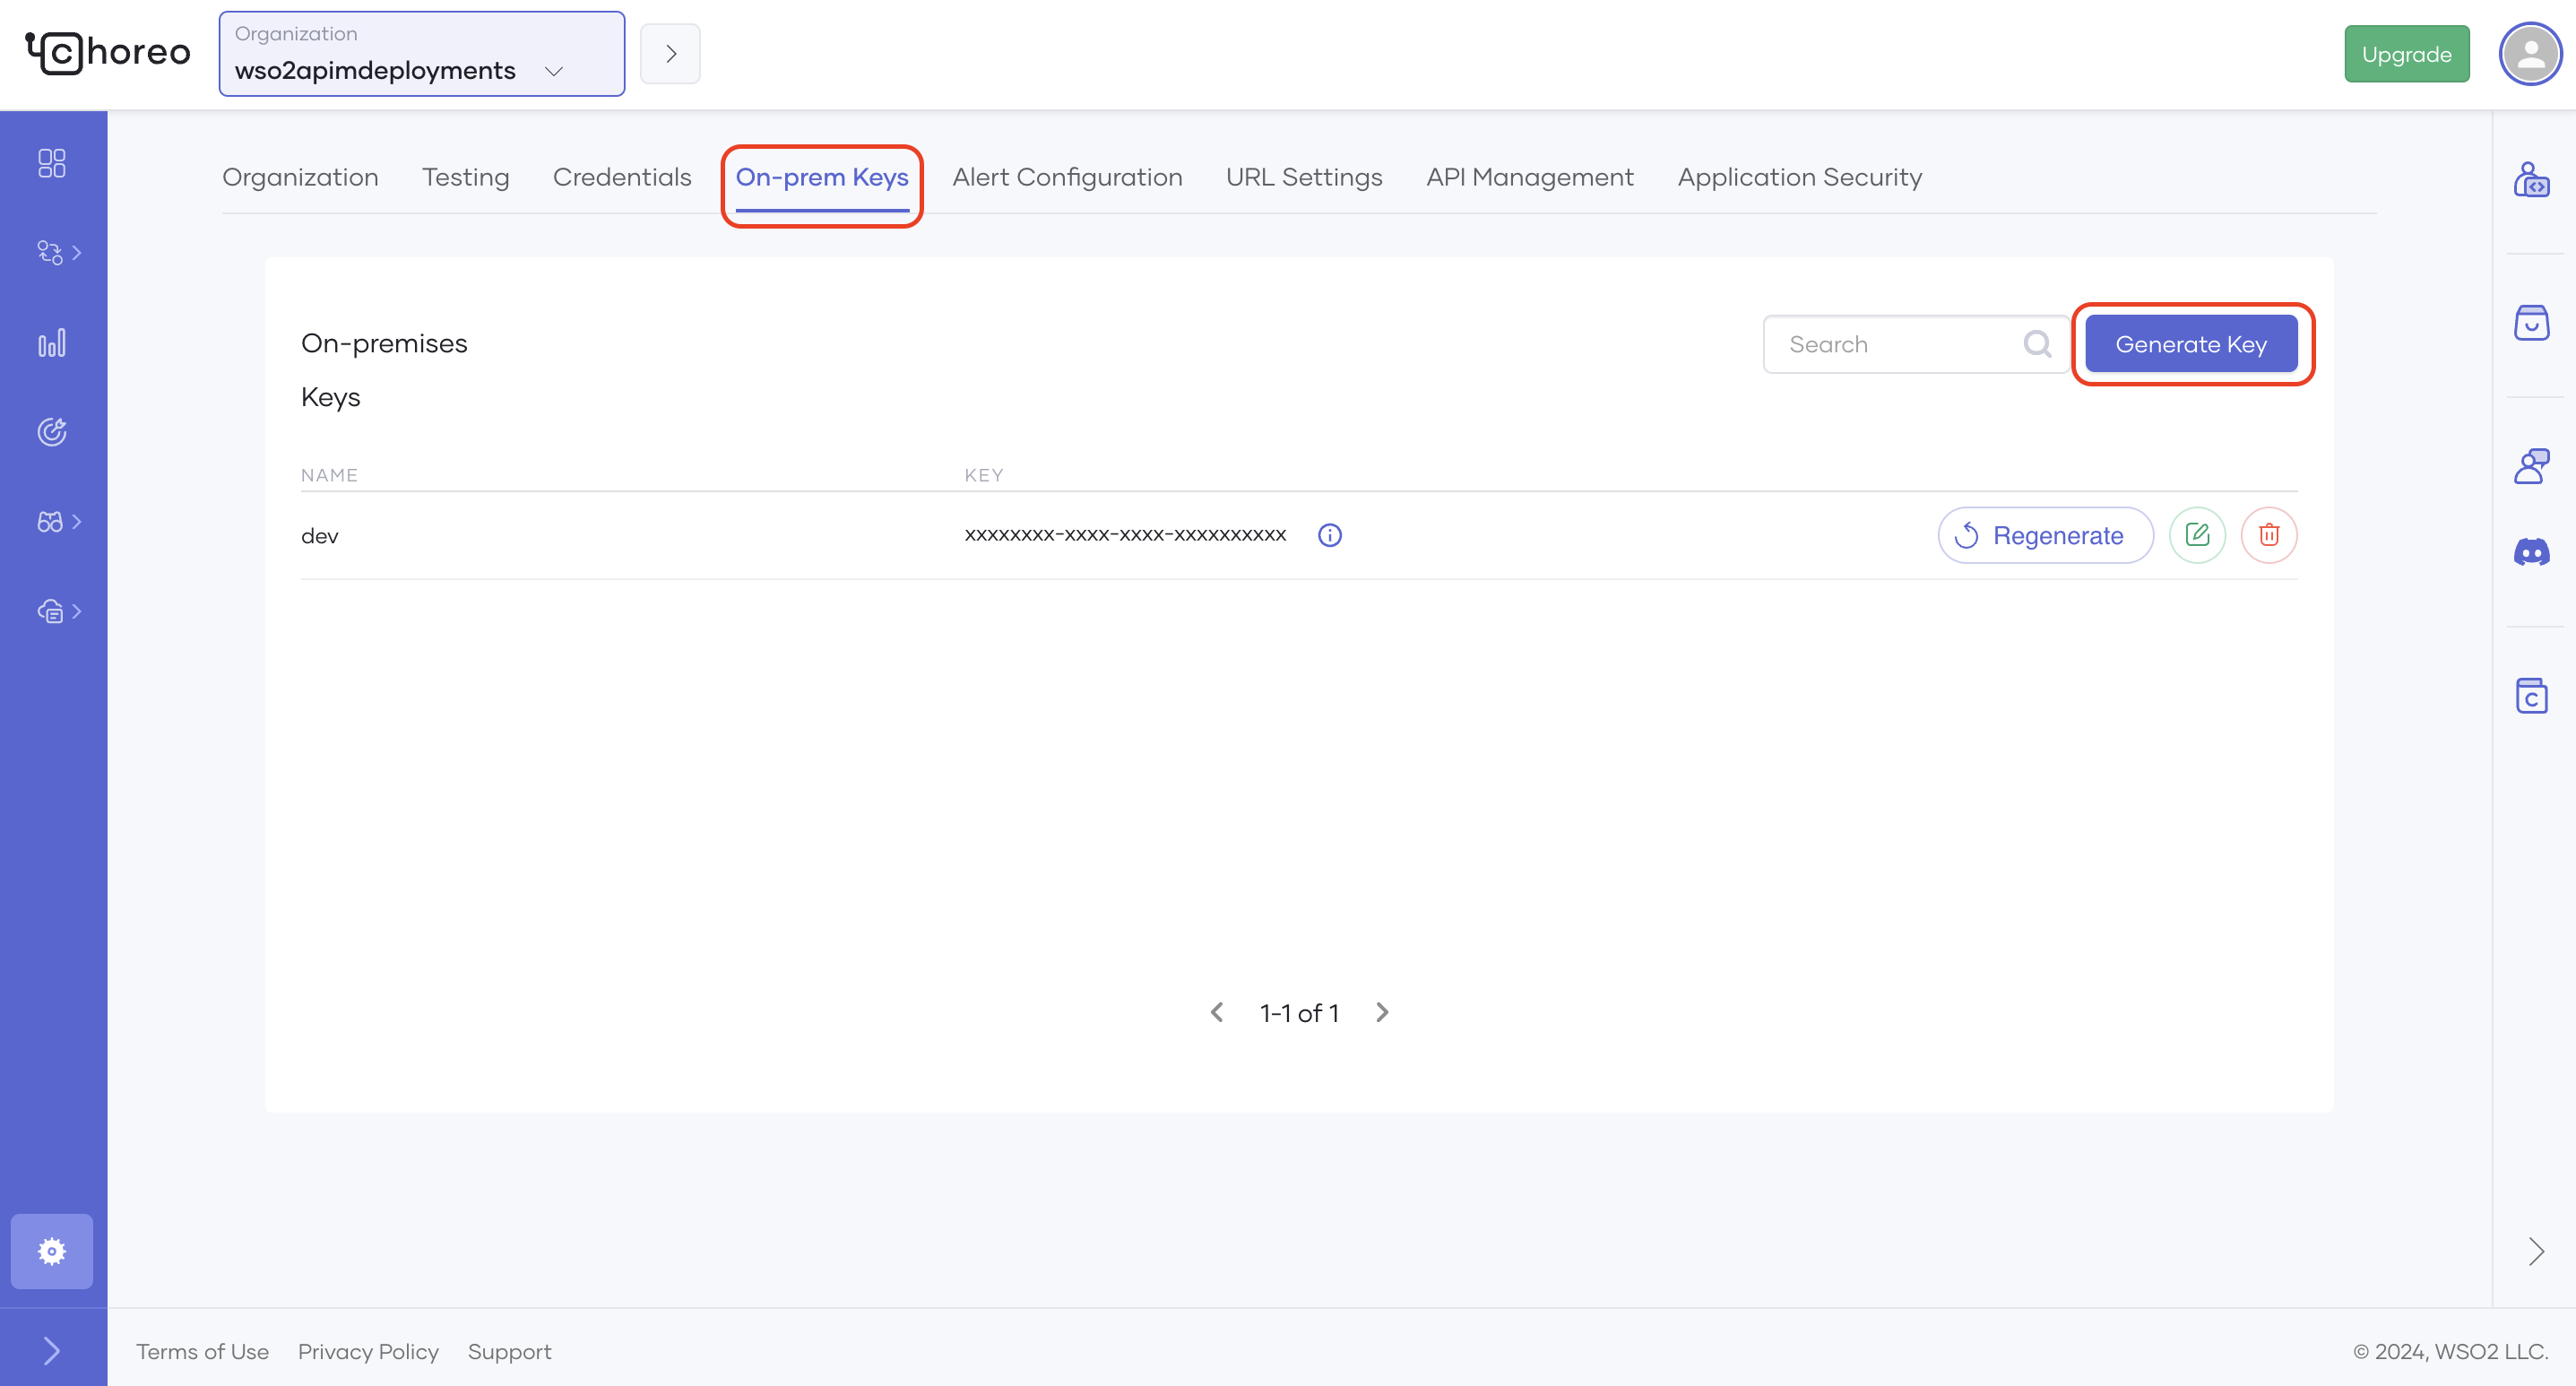 choreo
Organization
wso2apimdeployments
Upgrade
Organization Testing Credentials On-prem Keys Alert Configuration URL Settings API Management Application Security
On-premises
Keys
Search
Generate Key
NAME KEY
dev xxxxxxxx-xxxx-xxxx-xxxxxxxxxx Regenerate
C
1-1 of 1
Terms of Use Privacy Policy Support © 2024, WSO2 LLC.